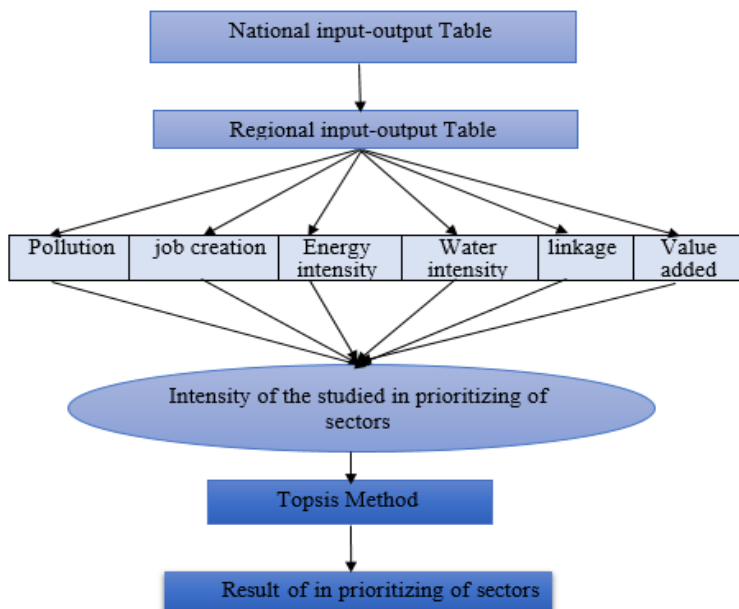 National input-output Table
Regional input-output Table
Pollution
job creation
Energy
intensity
Water
intensity
linkage
Value
added
Intensity of the studied in prioritizing of
sectors
Topsis Method
Result of in prioritizing of sectors